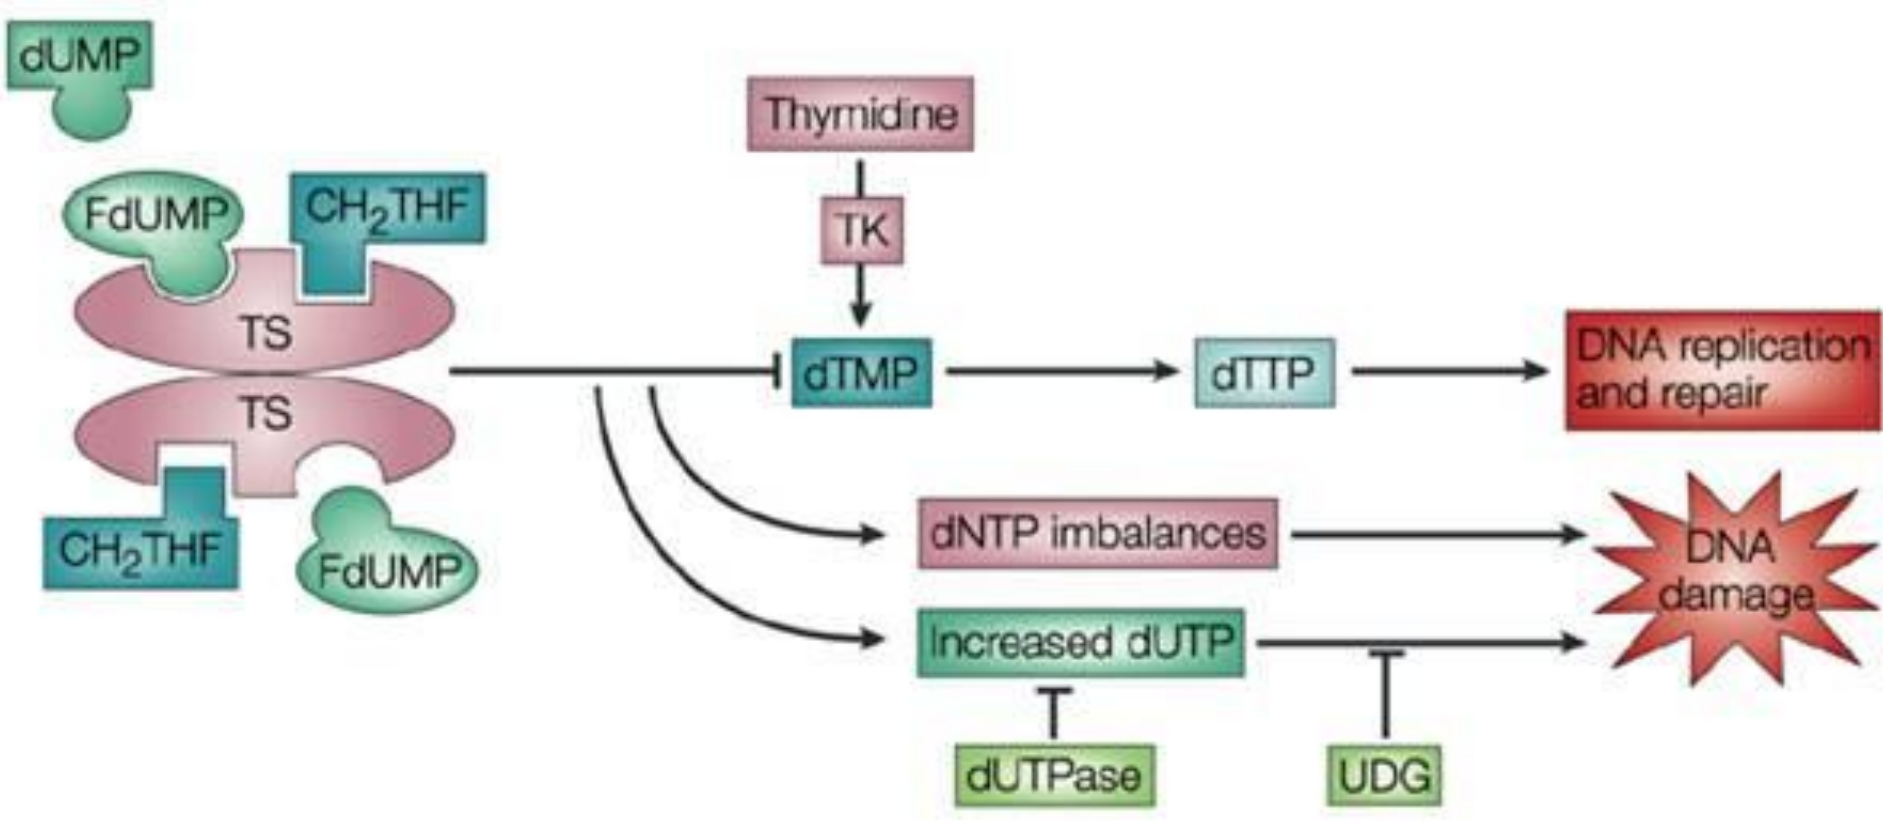 dUMP
Thymidine
FdUMP
CH₂THF
TK
TS
dTMP
dTTP
DNA replication
and repair
TS
CH₂THF
FdUMP
dNTP imbalances
DNA
damage
Increased dUTP
dUTPase
UDG